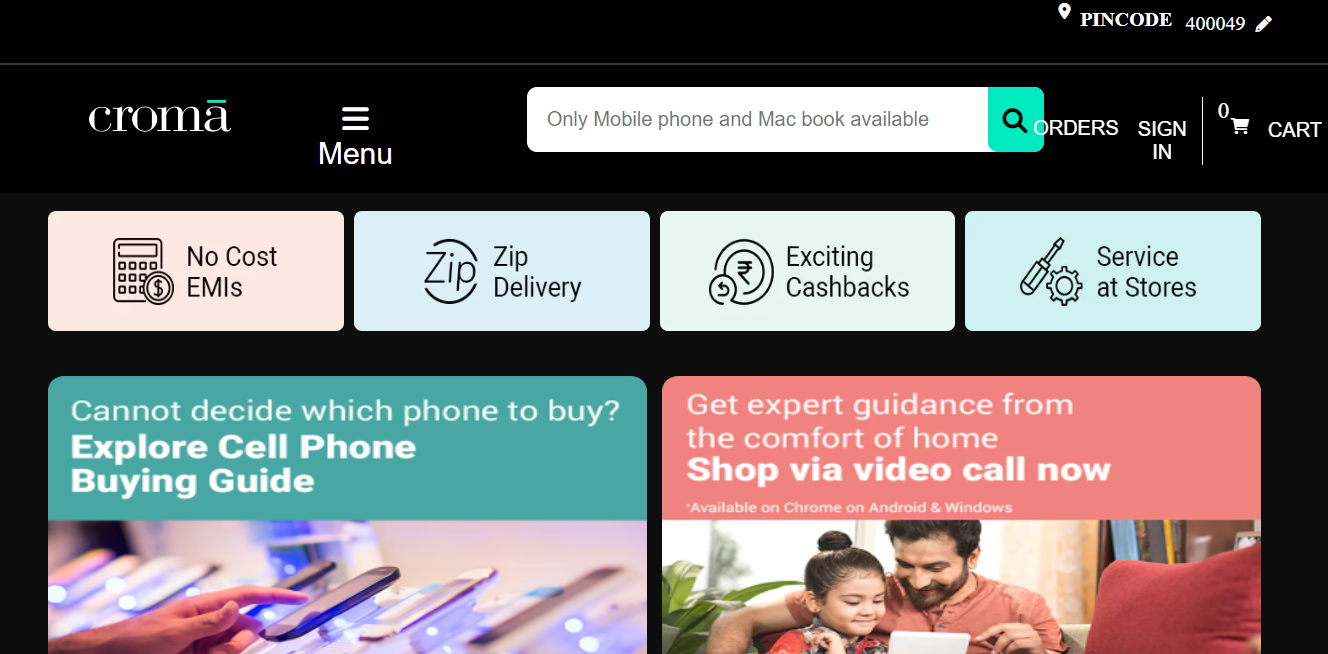 PINCODE 400049
cromā
Menu
Only Mobile phone and Mac book available
ORDERS
SIGN
IN
0
CART
No Cost
EMIs
Zip
Zip
Delivery
Exciting
Cashbacks
Service
at Stores
Cannot decide which phone to buy?
Explore Cell Phone
Buying Guide
Get expert guidance from
the comfort of home
Shop via video call now
*Available on Chrome on Android & Windows